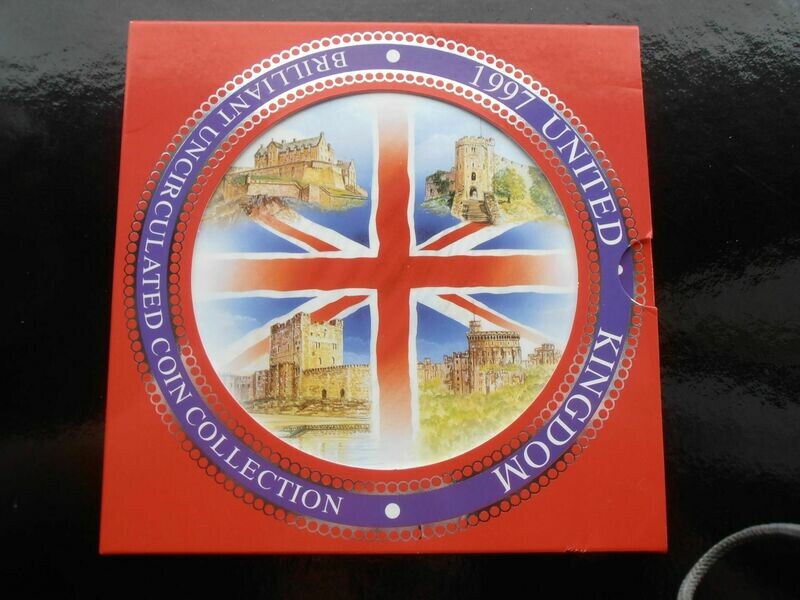 1997 UNITED · KINGDOM
BRILLIANT UNCIRCULATED COIN COLLECTION